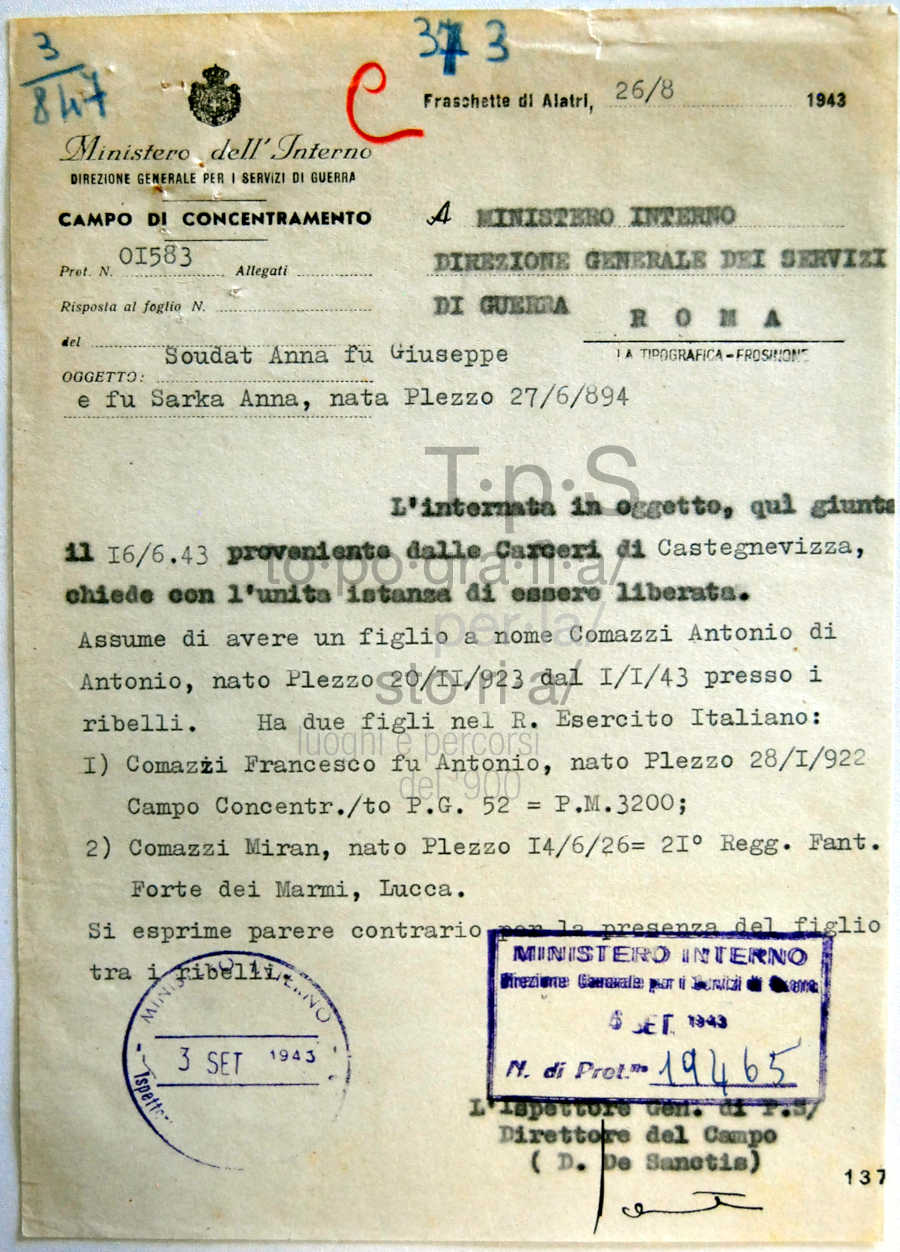 3
847
373
C
Fraschette di Alatri, 26/8 1943
Ministero dell'Interno
DIREZIONE GENERALE PER I SERVIZI DI GUERRA
CAMPO DI CONCENTRAMENTO
Prot. N. 0I583 Allegati
Risposta al foglio N.
del
A MINISTERO INTERNO
DIREZIONE GENERALE DEI SERVIZI
DI GUERRA
R O M A
LA TIPOGRAFICA - FROSINONE
Soudat Anna fu Giuseppe
OGGETTO:
e fu Sarka Anna, nata Plezzo 27/6/894
T.p.S
L'internata in oggetto, qui giunta
il I6/6.43 proveniente dalle Carceri di Castegnevizza,
to.po.gra.fi.a/
chiede con l'unita istanza di essere liberata.
per.la/
Assume di avere un figlio a nome Comazzi Antonio di
Antonio, nato Plezzo 20/II/923 dal I/I/43 presso i
sto.ri.a/
ribelli. Ha due figli nel R. Esercito Italiano:
luoghi e percorsi
del '900
I) Comazzi Francesco fu Antonio, nato Plezzo 28/I/922
Campo Concentr./to P.G. 52 = P.M.3200;
2) Comazzi Miran, nato Plezzo I4/6/26= 2I° Regg. Fant.
Forte dei Marmi, Lucca.
Si esprime parere contrario per la presenza del figlio
tra i ribelli.
MINISTERO INTERNO
3 SET 1943
MINISTERO INTERNO
Direzione Generale per i Servizi di Guerra
SET. 1943
N. di Prot. 19465
L'Ispettore Gen. di P.S/
Direttore del Campo
( D. De Sanctis)
137